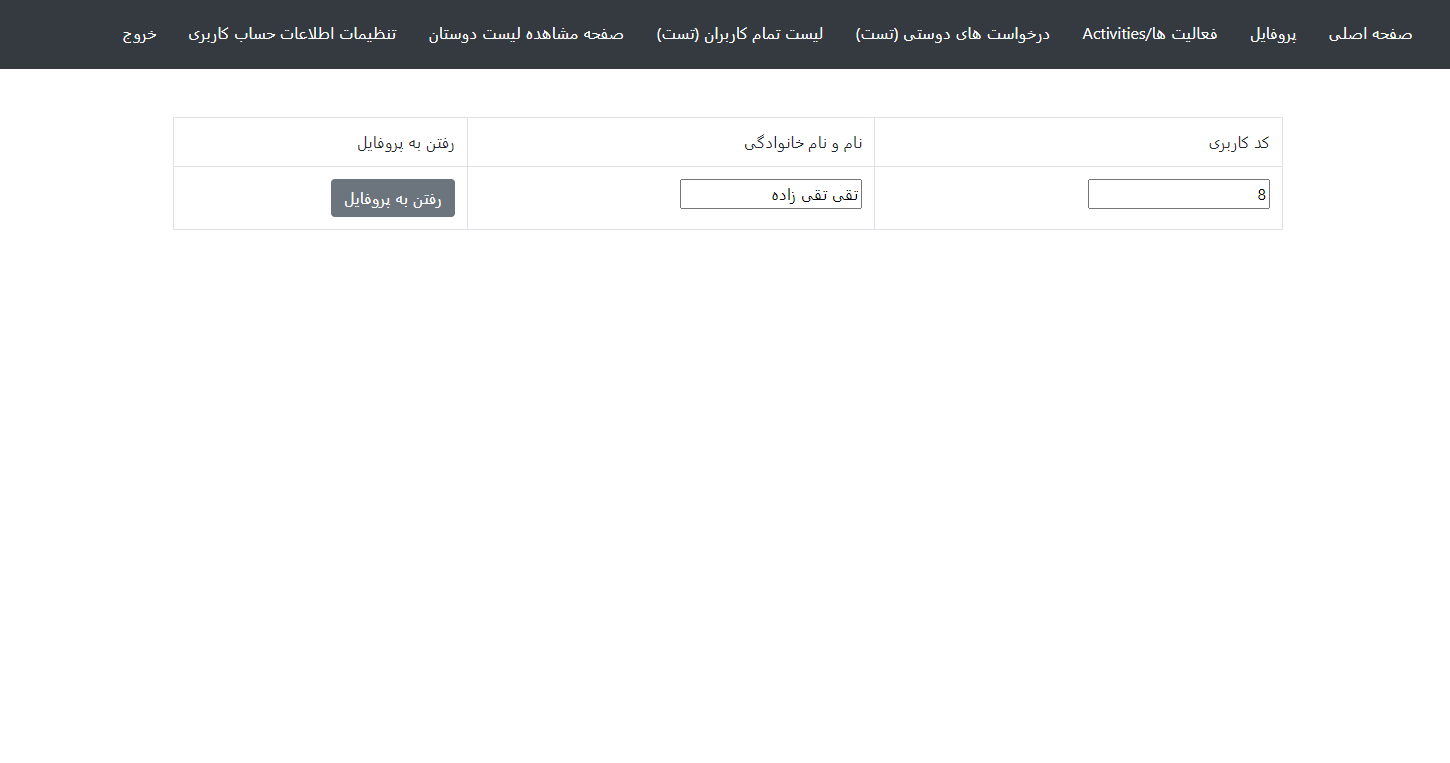 صفحه اصلی پروفایل فعالیت ها/Activities درخواست های دوستی (تست) لیست تمام کاربران (تست) صفحه مشاهده لیست دوستان تنظیمات اطلاعات حساب کاربری خروج
کد کاربری نام و نام خانوادگی رفتن به پروفایل
8 تقی تقی زاده رفتن به پروفایل